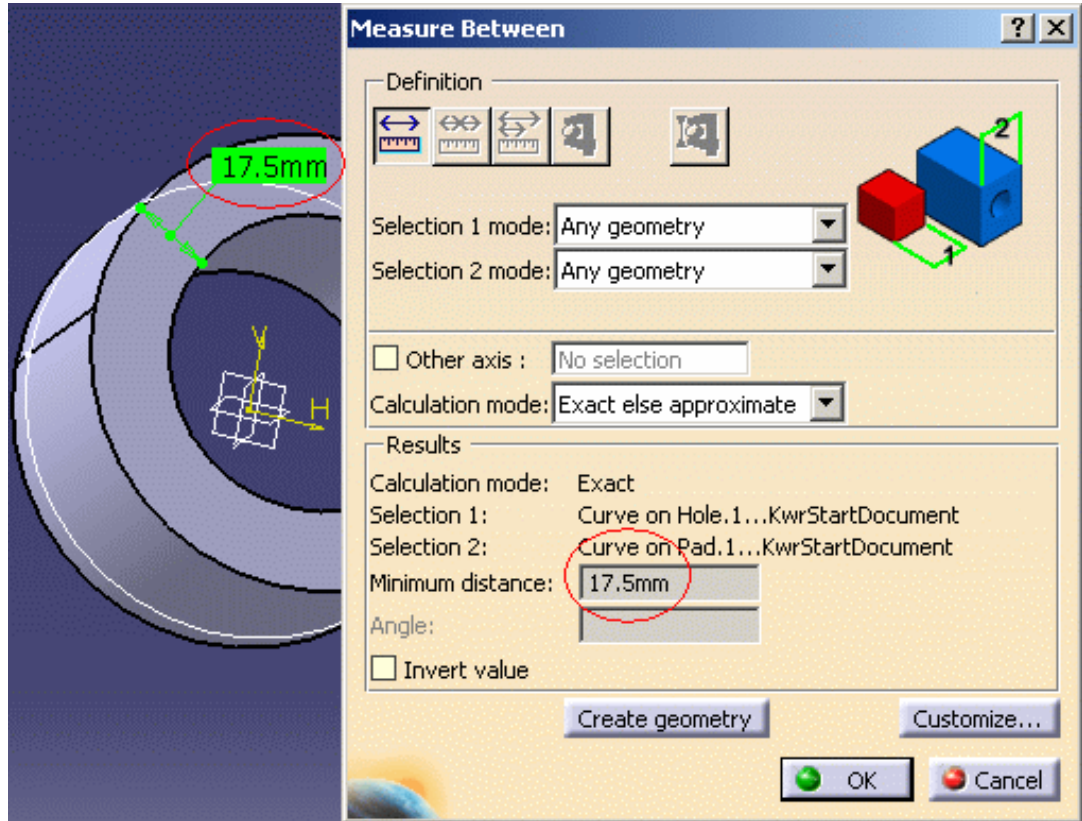 Measure Between
Definition
17.5mm
2
1
Selection 1 mode: Any geometry
Selection 2 mode: Any geometry
V
H
Other axis : No selection
Calculation mode: Exact else approximate
Results
Calculation mode: Exact
Selection 1: Curve on Hole.1...KwrStartDocument
Selection 2: Curve on Pad.1...KwrStartDocument
Minimum distance: 17.5mm
Angle:
Invert value
Create geometry Customize...
OK Cancel